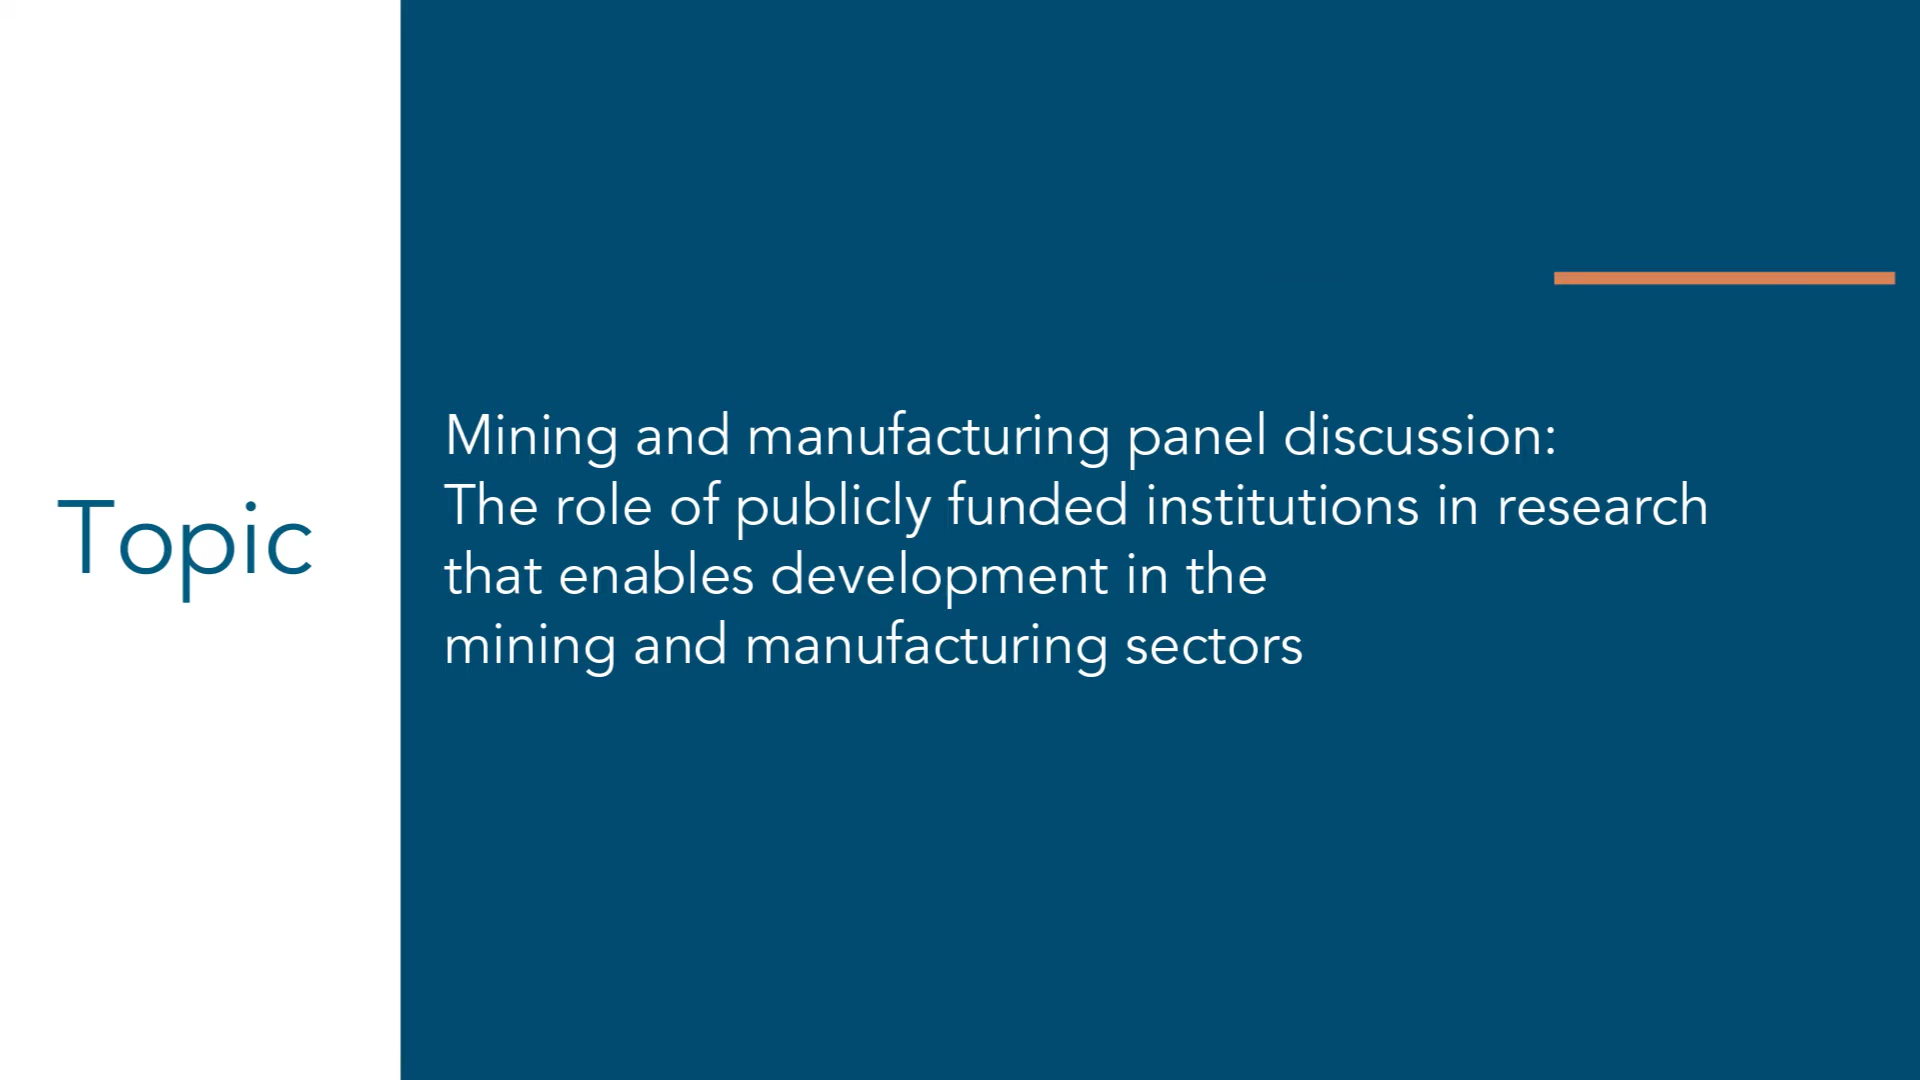 Topic
Mining and manufacturing panel discussion:
The role of publicly funded institutions in research
that enables development in the
mining and manufacturing sectors